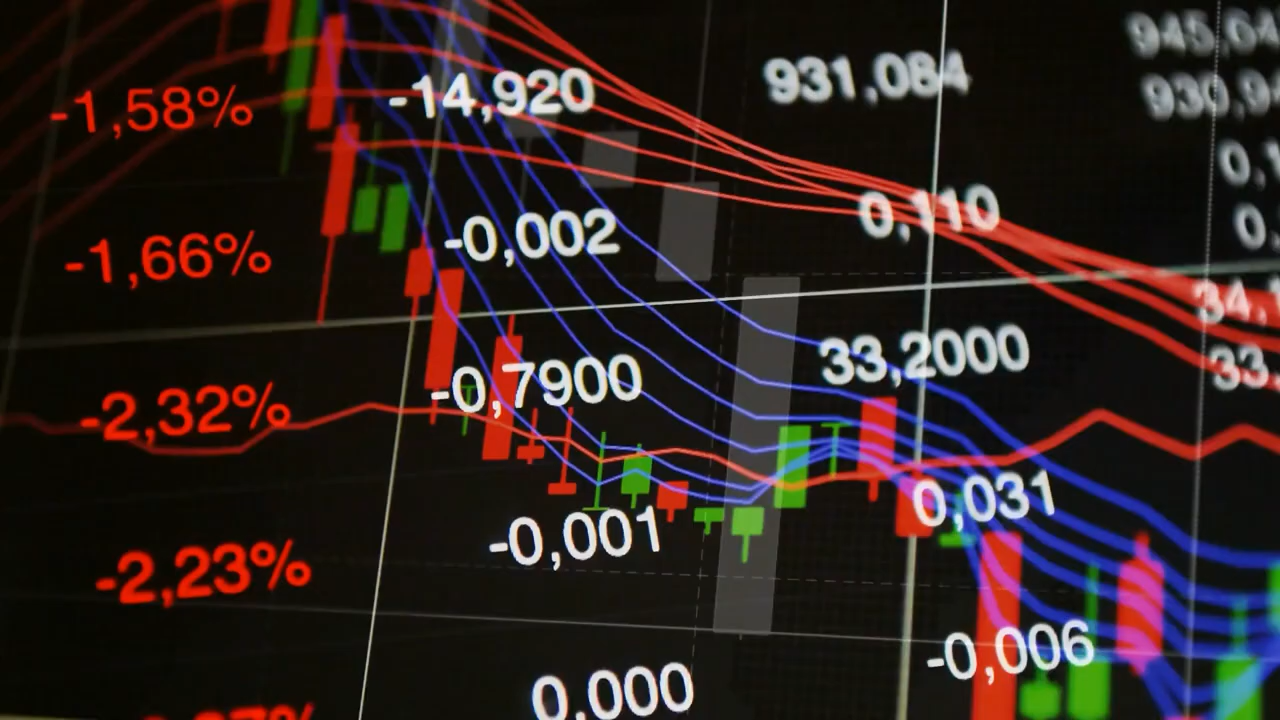 -1,58% -14,920 931,084
-1,66% -0,002 0,110
-2,32% -0,7900 33,2000
-2,23% -0,001 0,031
0,000 -0,006